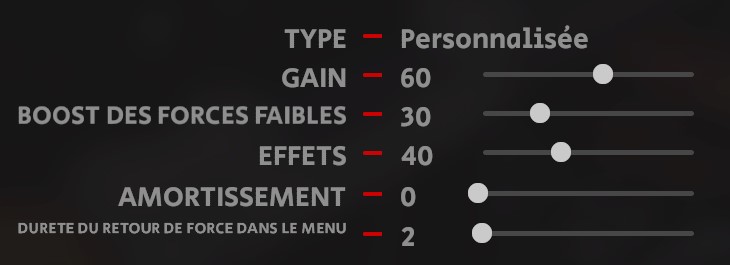 TYPE — Personnalisée
GAIN — 60
BOOST DES FORCES FAIBLES — 30
EFFETS — 40
AMORTISSEMENT — 0
DURETE DU RETOUR DE FORCE DANS LE MENU — 2